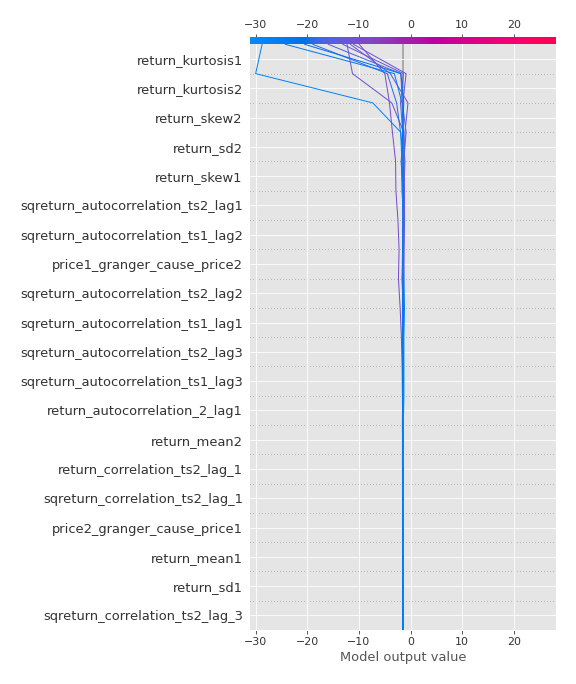 −30 −20 −10 0 10 20
return_kurtosis1
return_kurtosis2
return_skew2
return_sd2
return_skew1
sqreturn_autocorrelation_ts2_lag1
sqreturn_autocorrelation_ts1_lag2
price1_granger_cause_price2
sqreturn_autocorrelation_ts2_lag2
sqreturn_autocorrelation_ts1_lag1
sqreturn_autocorrelation_ts2_lag3
sqreturn_autocorrelation_ts1_lag3
return_autocorrelation_2_lag1
return_mean2
return_correlation_ts2_lag_1
sqreturn_correlation_ts2_lag_1
price2_granger_cause_price1
return_mean1
return_sd1
sqreturn_correlation_ts2_lag_3
−30 −20 −10 0 10 20
Model output value